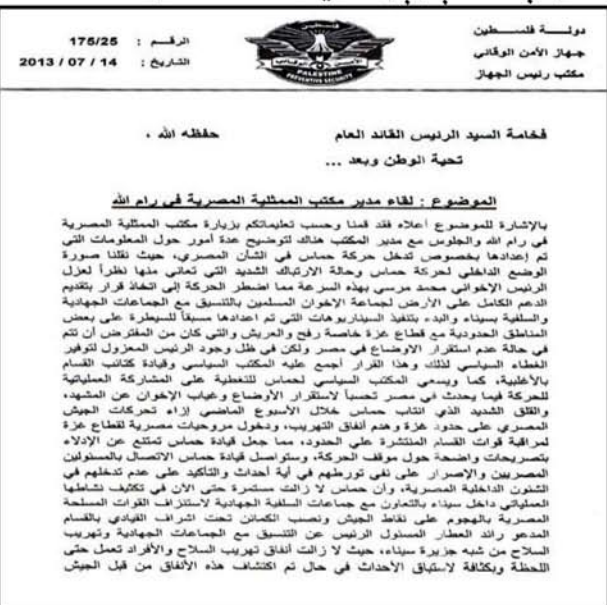 دولـــة فلســـطين
جـهـاز الأمن الوقائي
مكتب رئيس الجهاز
الرقـــم : 175/25
التـاريخ : 14 / 07 / 2013
PALESTINE
PREVENTIVE SECURITY
فخامة السيد الرئيس القائد العام حفظه الله ،
تحية الوطن وبعد ...
الموضوع : لقاء مدير مكتب الممثلية المصرية في رام الله
بالإشارة للموضوع أعلاه فقد قمنا وحسب تعليماتكم بزيارة مكتب الممثلية المصرية
في رام الله والجلوس مع مدير المكتب هناك لتوضيح عدة أمور حول المعلومات التي
تم إعدادها بخصوص تدخل حركة حماس في الشأن المصري، حيث نقلنا صورة
الوضع الداخلي لحركة حماس وحالة الارتباك الشديد التي تعاني منها نظراً لعزل
الرئيس الإخواني محمد مرسي بهذه السرعة مما اضطر الحركة إلى اتخاذ قرار بتقديم
الدعم الكامل على الأرض لجماعة الإخوان المسلمين بالتنسيق مع الجماعات الجهادية
والسلفية بسيناء والبدء بتنفيذ السيناريوهات التي تم اعدادها مسبقاً للسيطرة على بعض
المناطق الحدودية مع قطاع غزة خاصة رفح والعريش والتي كان من المفترض أن تتم
في حالة عدم استقرار الاوضاع في مصر ولكن في ظل وجود الرئيس المعزول لتوفير
الغطاء السياسي لذلك وهذا القرار أجمع عليه المكتب السياسي وقيادة كتائب القسام
بالأغلبية، كما ويسعى المكتب السياسي لحماس للتغطية على المشاركة العملياتية
للحركة فيما يحدث في مصر تحسباً لاستقرار الأوضاع وغياب الإخوان عن المشهد،
والقلق الشديد الذي انتاب حماس خلال الأسبوع الماضي إزاء تحركات الجيش
المصري على حدود غزة وهدم أنفاق التهريب، ودخول مروحيات مصرية لقطاع غزة
لمراقبة قوات القسام المنتشرة على الحدود، مما جعل قيادة حماس تمتنع عن الإدلاء
بتصريحات واضحة حول موقف الحركة، وستواصل قيادة حماس الاتصال بالمسئولين
المصريين والإصرار على نفي تورطهم في أية أحداث والتأكيد على عدم تدخلهم في
الشئون الداخلية المصرية، وأن حماس لا زالت مستمرة حتى الآن في تكثيف نشاطها
العملياتي داخل سيناء بالتعاون مع جماعات السلفية الجهادية لاستنزاف القوات المسلحة
المصرية بالهجوم على نقاط الجيش ونصب الكمائن تحت اشراف القيادي بالقسام
المدعو رائد العطار المسئول الرئيس عن التنسيق مع الجماعات الجهادية وتهريب
السلاح من شبه جزيرة سيناء، حيث لا زالت أنفاق تهريب السلاح والأفراد تعمل حتى
اللحظة وبكثافة لاستباق الأحداث في حال تم اكتشاف هذه الأنفاق من قبل الجيش